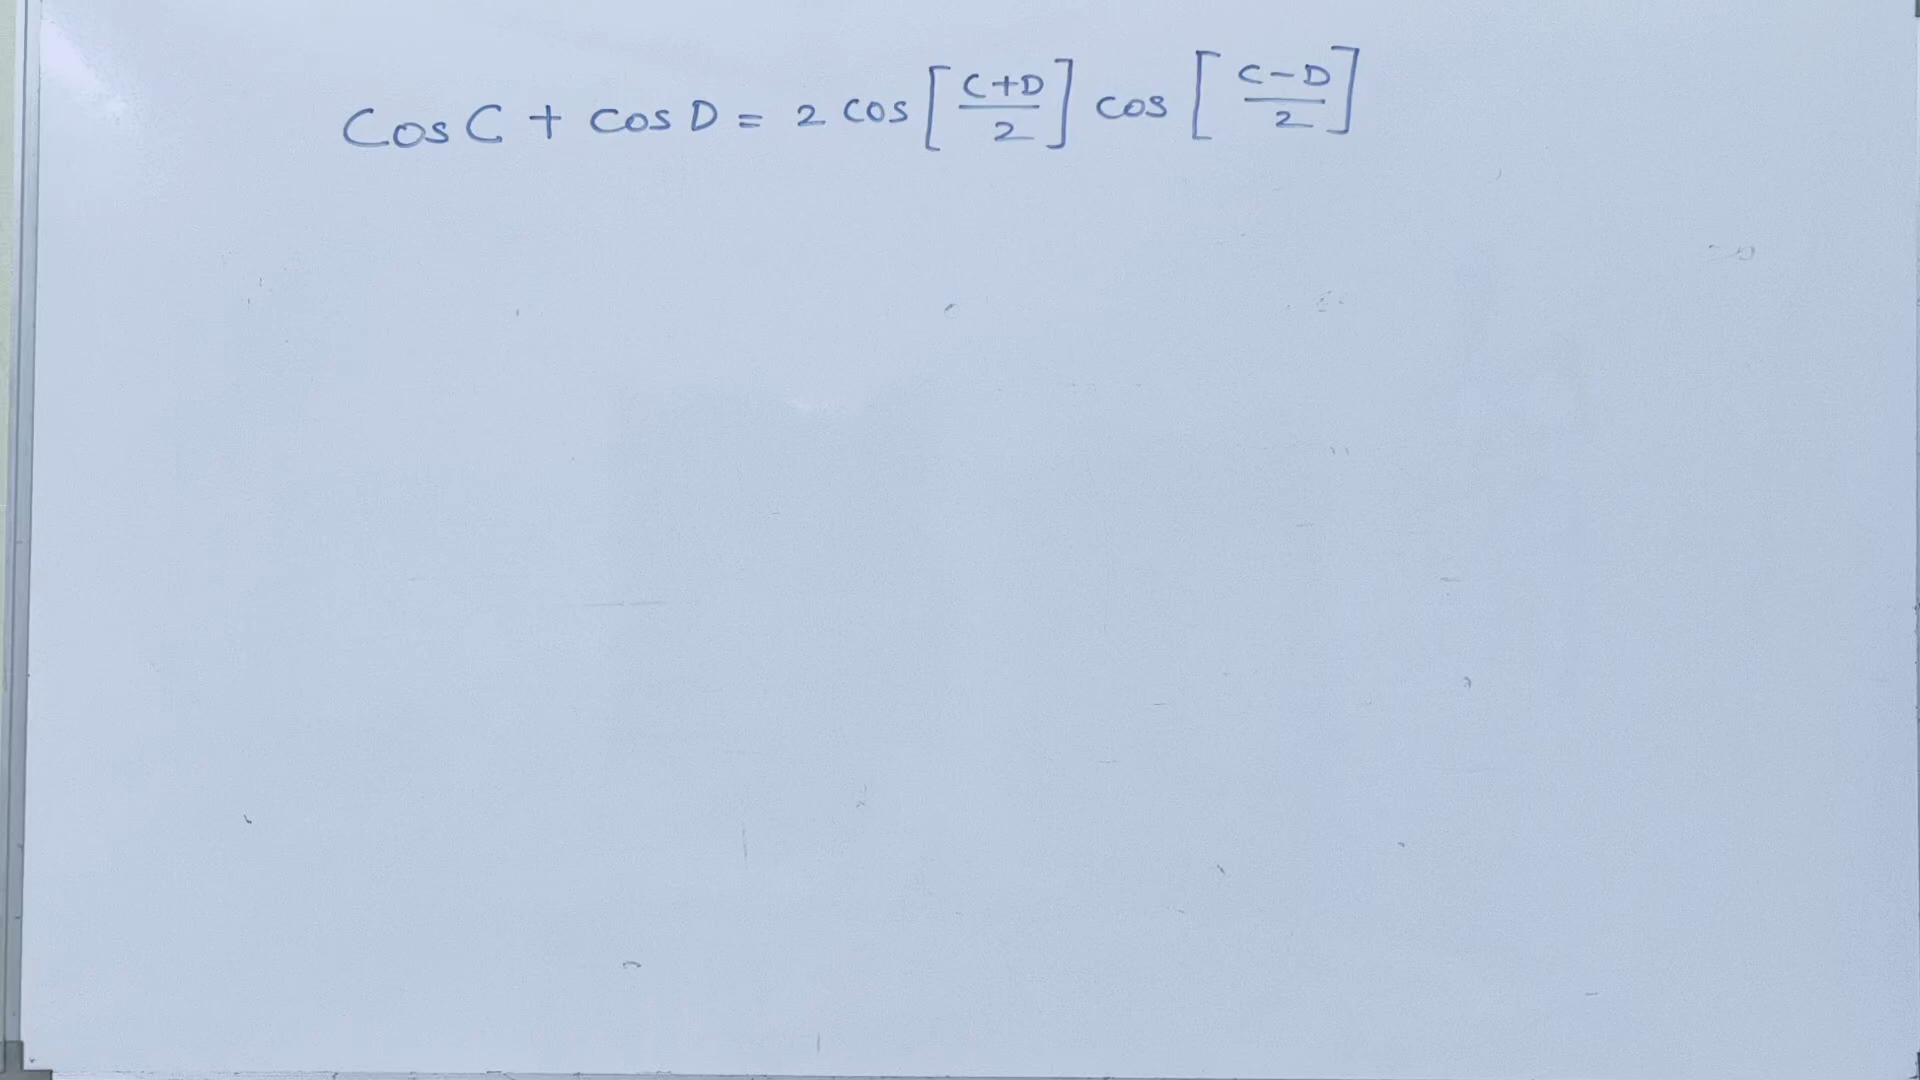 Cos C + cos D = 2 cos [C+D/2] cos [C-D/2]